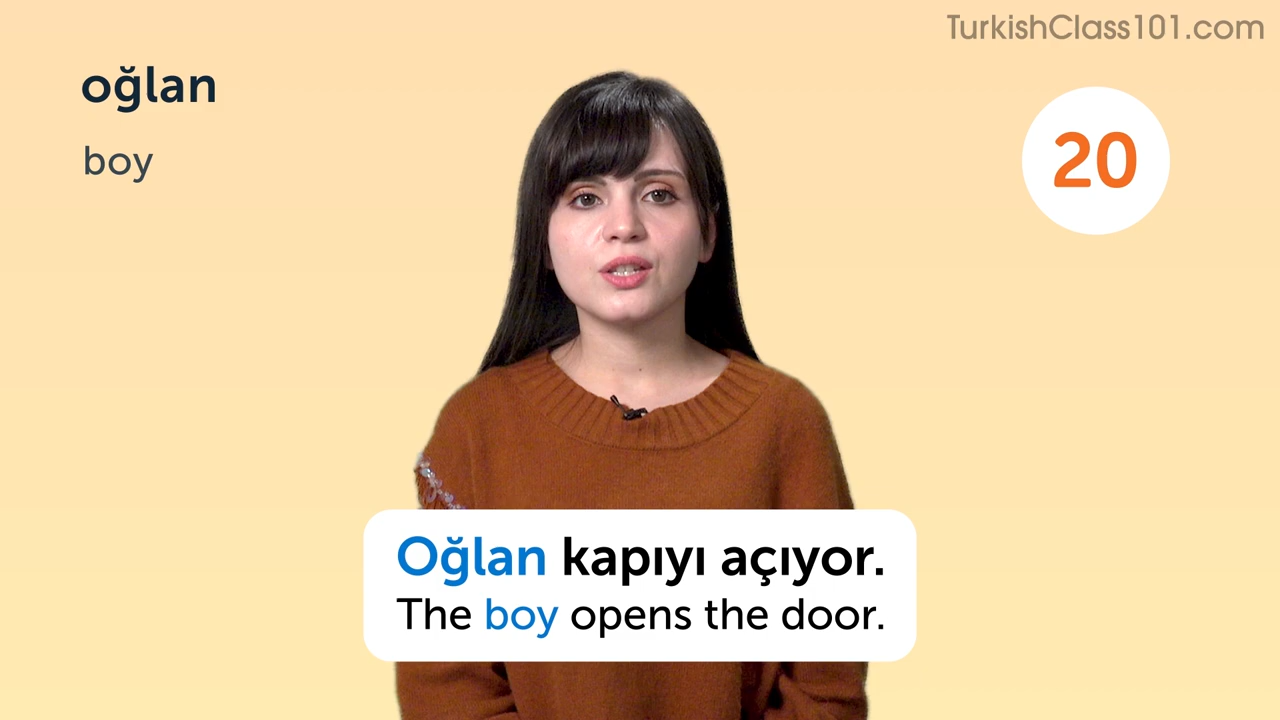 TurkishClass101.com
oğlan
boy
20
Oğlan kapıyı açıyor.
The boy opens the door.